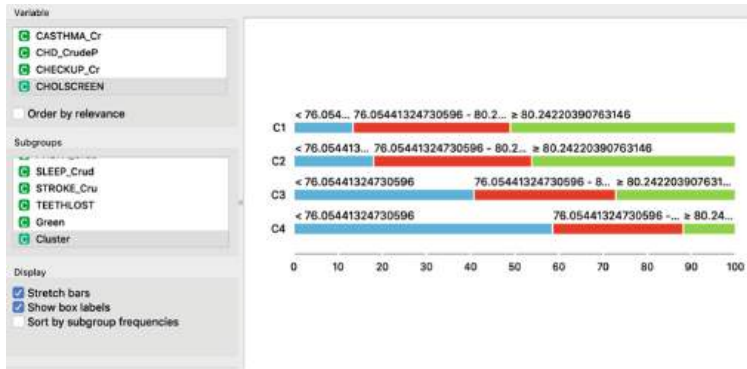 Variable
CASTHMA_Cr
CHD_CrudeP
CHECKUP_Cr
CHOLSCREEN
Order by relevance
Subgroups
SLEEP_Crud
STROKE_Cru
TEETHLOST
Green
Cluster
Display
Stretch bars
Show box labels
Sort by subgroup frequencies
< 76.054... 76.05441324730596 - 80.2... ≥ 80.24220390763146
C1
< 765.05413... 76.05441324730596 - 80.2... ≥ 80.24220390763146
C2
< 76.05441324730596 76.05441324730596 - 8... ≥ 80.242203907631...
C3
< 76.05441324730596 76.05441324730596 -... ≥ 80.24...
C4
0 10 20 30 40 50 60 70 80 90 100